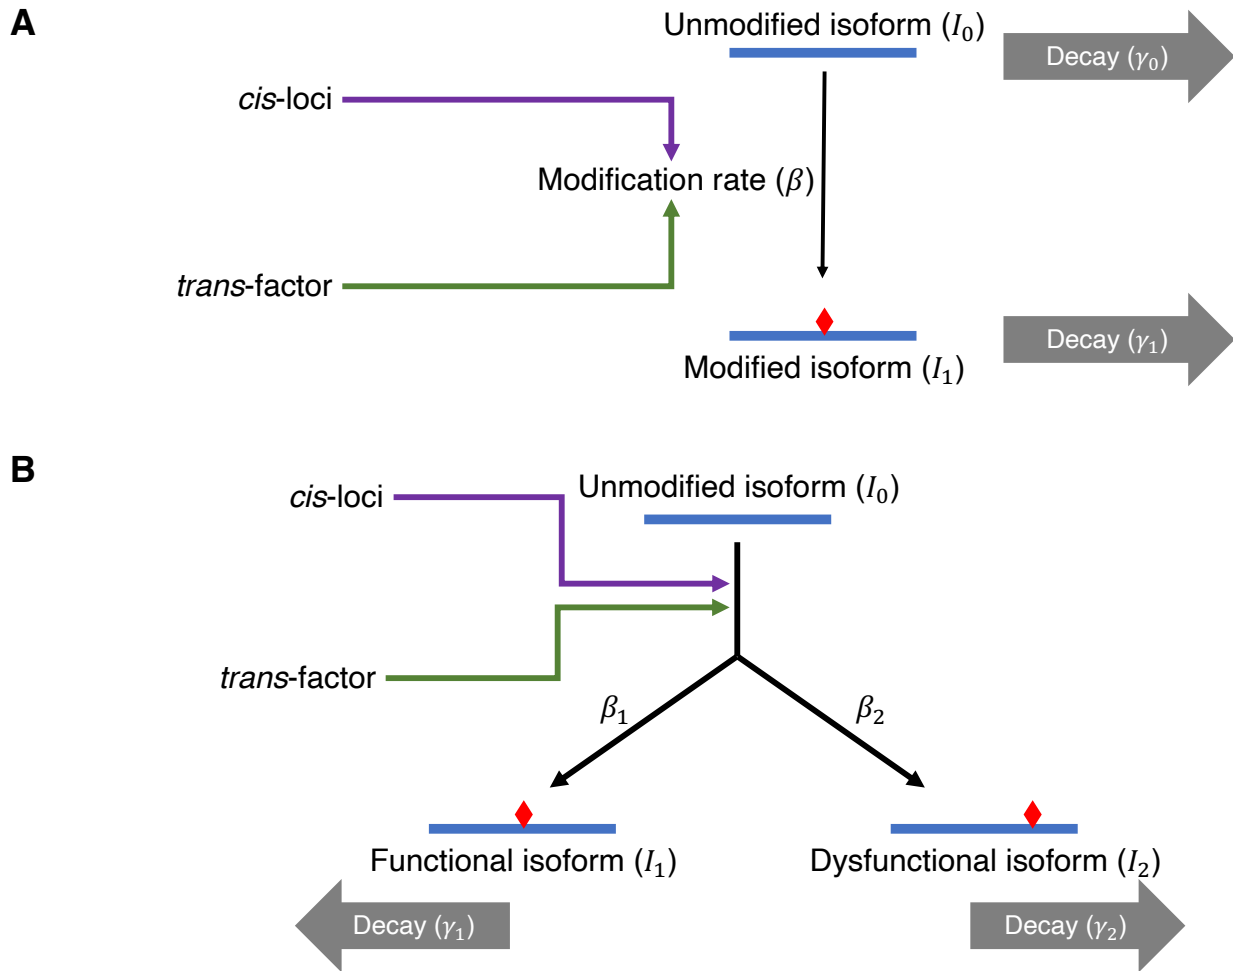 A
Unmodified isoform (I₀)
Decay (γ₀)
cis-loci
Modification rate (β)
trans-factor
Decay (γ₁)
Modified isoform (I₁)
B
Unmodified isoform (I₀)
cis-loci
trans-factor
β₁
β₂
Functional isoform (I₁)
Dysfunctional isoform (I₂)
Decay (γ₁)
Decay (γ₂)